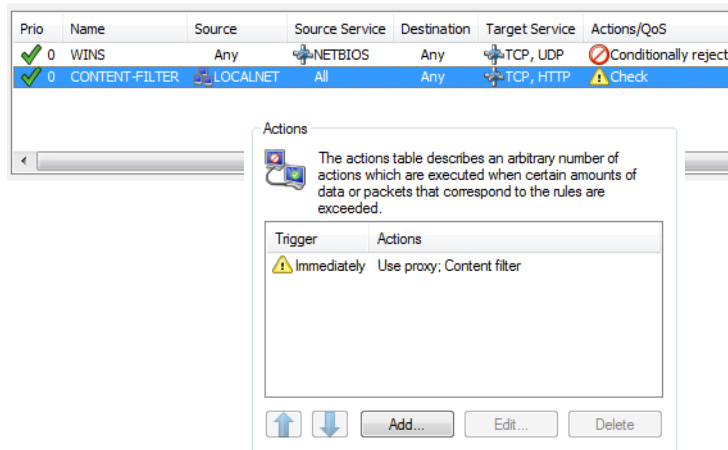 Prio Name Source Source Service Destination Target Service Actions/QoS
0 WINS Any NETBIOS Any TCP, UDP Conditionally reject
0 CONTENT-FILTER LOCALNET All Any TCP, HTTP Check
Actions
The actions table describes an arbitrary number of
actions which are executed when certain amounts of
data or packets that correspond to the rules are
exceeded.
Trigger Actions
Immediately Use proxy; Content filter
Add... Edit... Delete